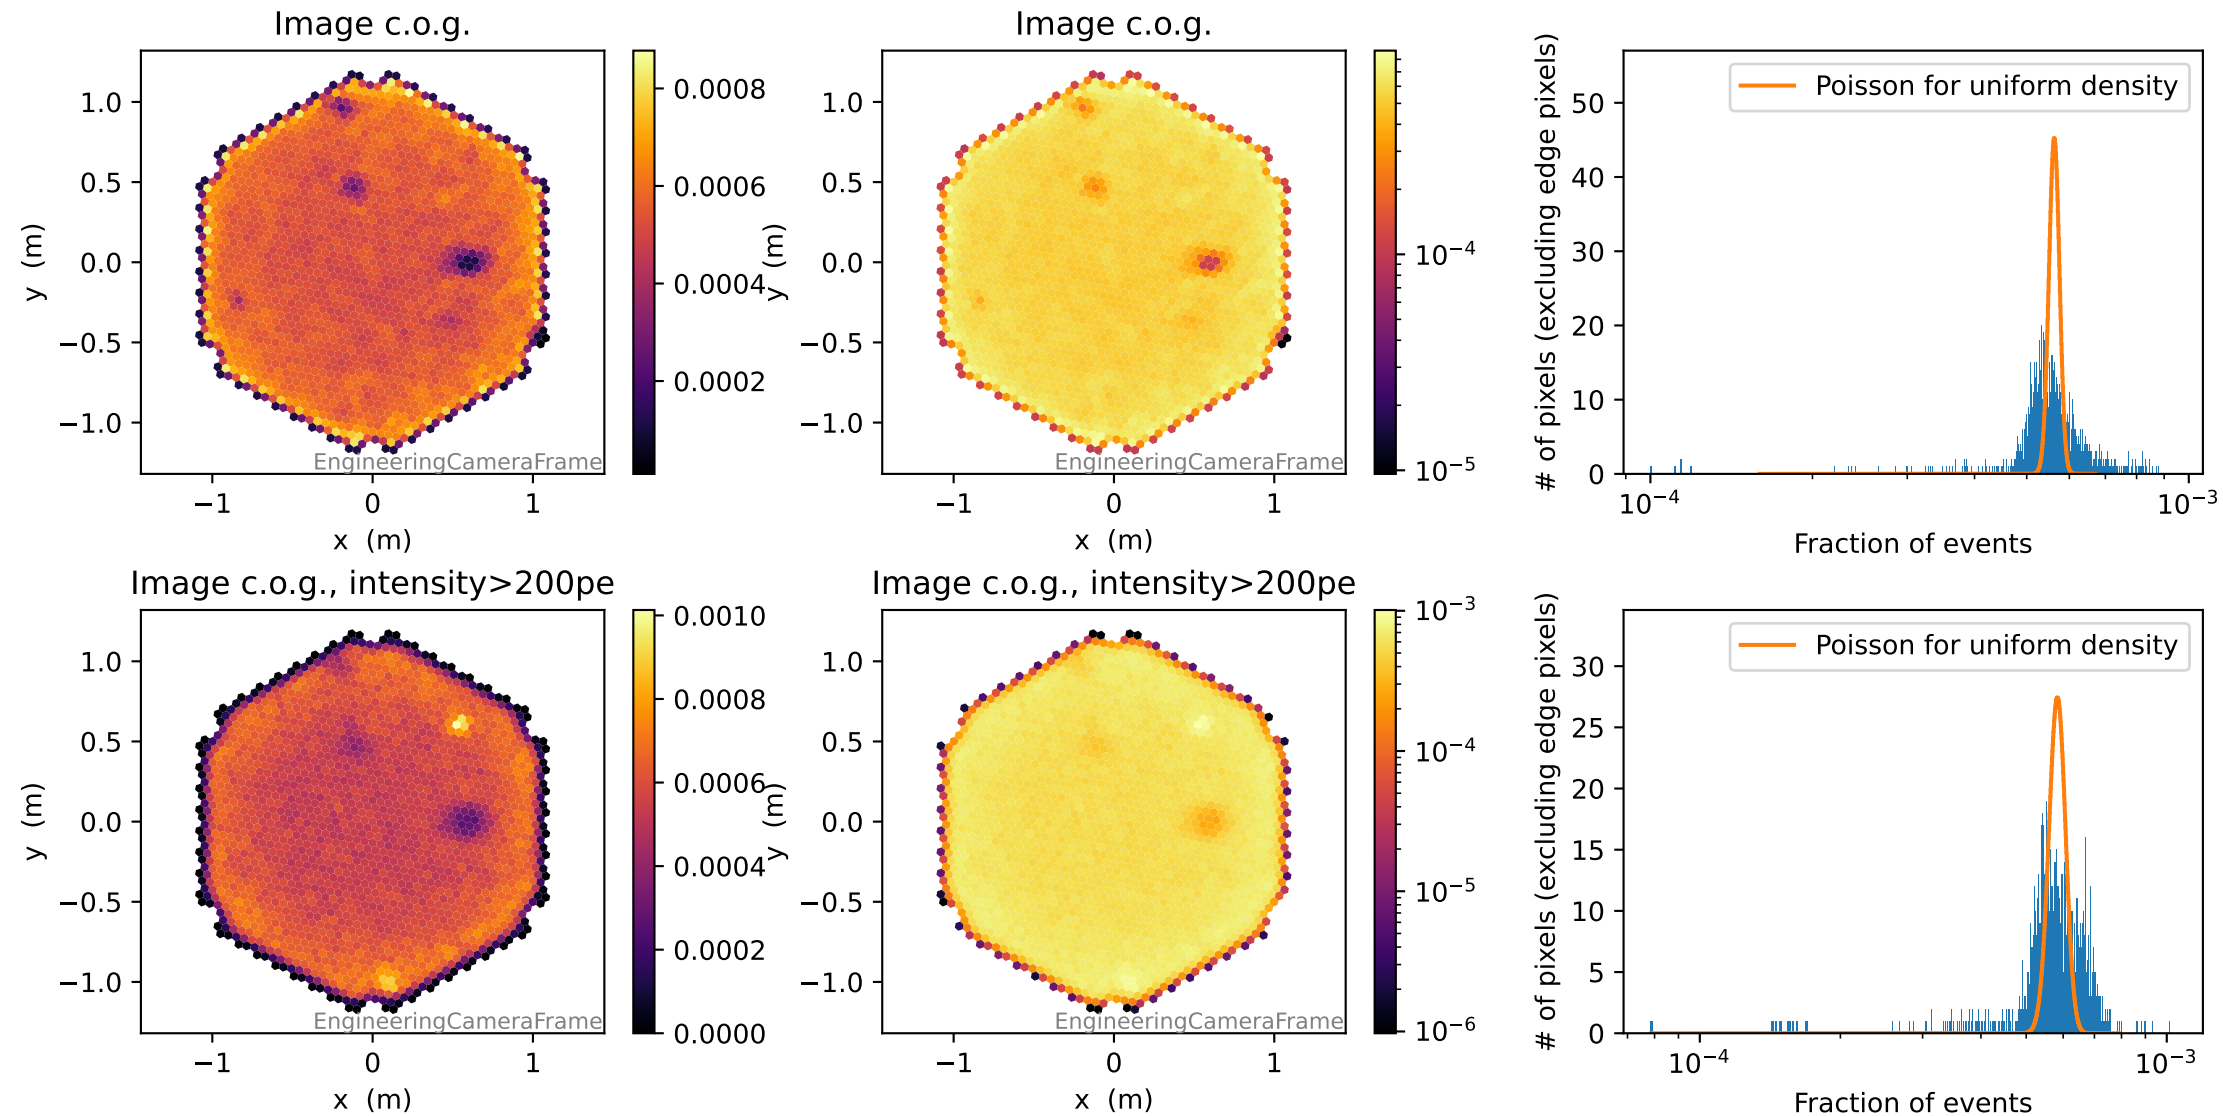 Image c.o.g.
1.0
0.5
0.0
−0.5
−1.0
y (m)
−1
0
1
x (m)
EngineeringCameraFrame
0.0008
0.0006
0.0004
0.0002
Image c.o.g.
1.0
0.5
0.0
−0.5
−1.0
y (m)
−1
0
1
x (m)
EngineeringCameraFrame
10−4
10−5
Poisson for uniform density
# of pixels (excluding edge pixels)
50
40
30
20
10
0
10−4
10−3
Fraction of events
Image c.o.g., intensity>200pe
1.0
0.5
0.0
−0.5
−1.0
y (m)
−1
0
1
x (m)
EngineeringCameraFrame
0.0010
0.0008
0.0006
0.0004
0.0002
0.0000
Image c.o.g., intensity>200pe
1.0
0.5
0.0
−0.5
−1.0
y (m)
−1
0
1
x (m)
EngineeringCameraFrame
10−3
10−4
10−5
10−6
Poisson for uniform density
# of pixels (excluding edge pixels)
30
25
20
15
10
5
0
10−4
10−3
Fraction of events